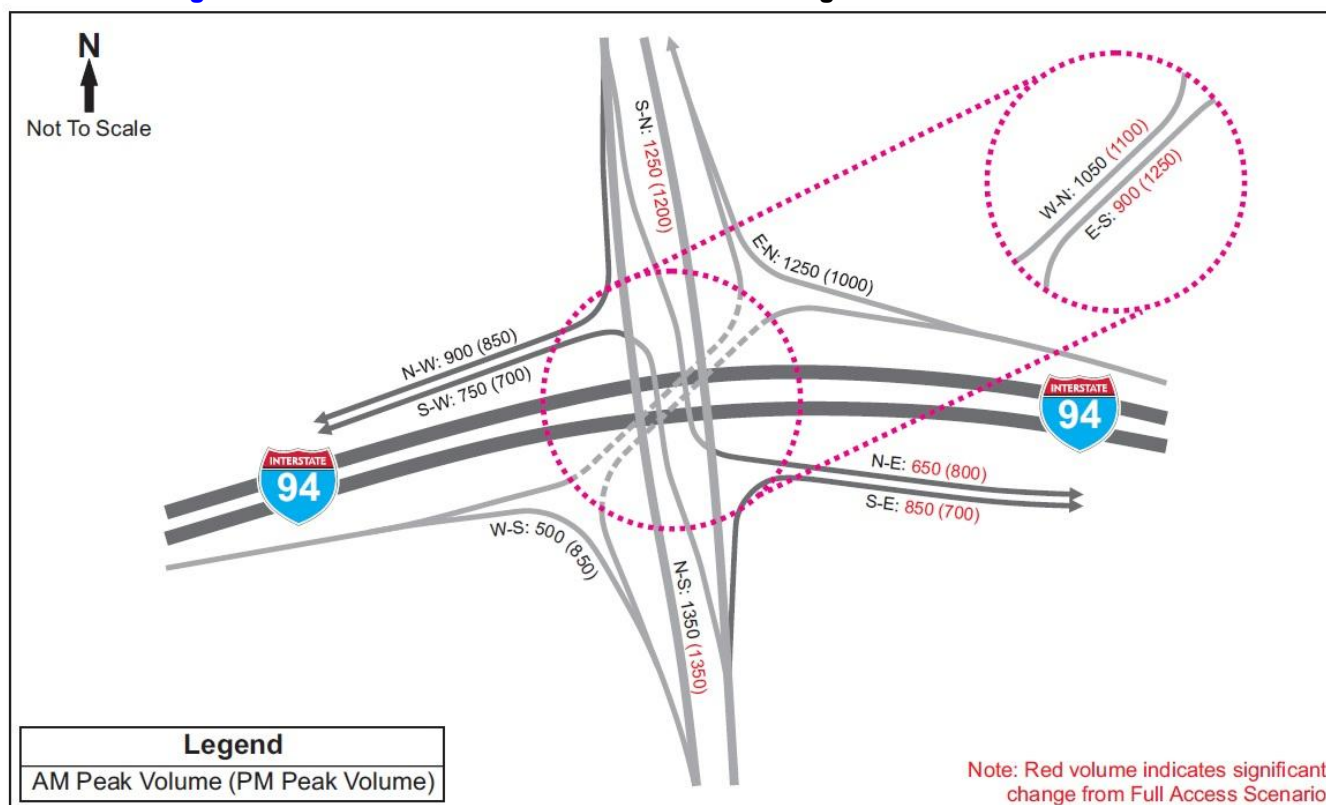 N
Not To Scale
S-N: 1250 (1200)
W-N: 1050 (1100)
E-S: 900 (1250)
E-N: 1250 (1000)
N-W: 900 (850)
S-W: 750 (700)
INTERSTATE
94
INTERSTATE
94
N-E: 650 (800)
S-E: 850 (700)
W-S: 500 (850)
N-S: 1350 (1350)
Legend
AM Peak Volume (PM Peak Volume)
Note: Red volume indicates significant
change from Full Access Scenario